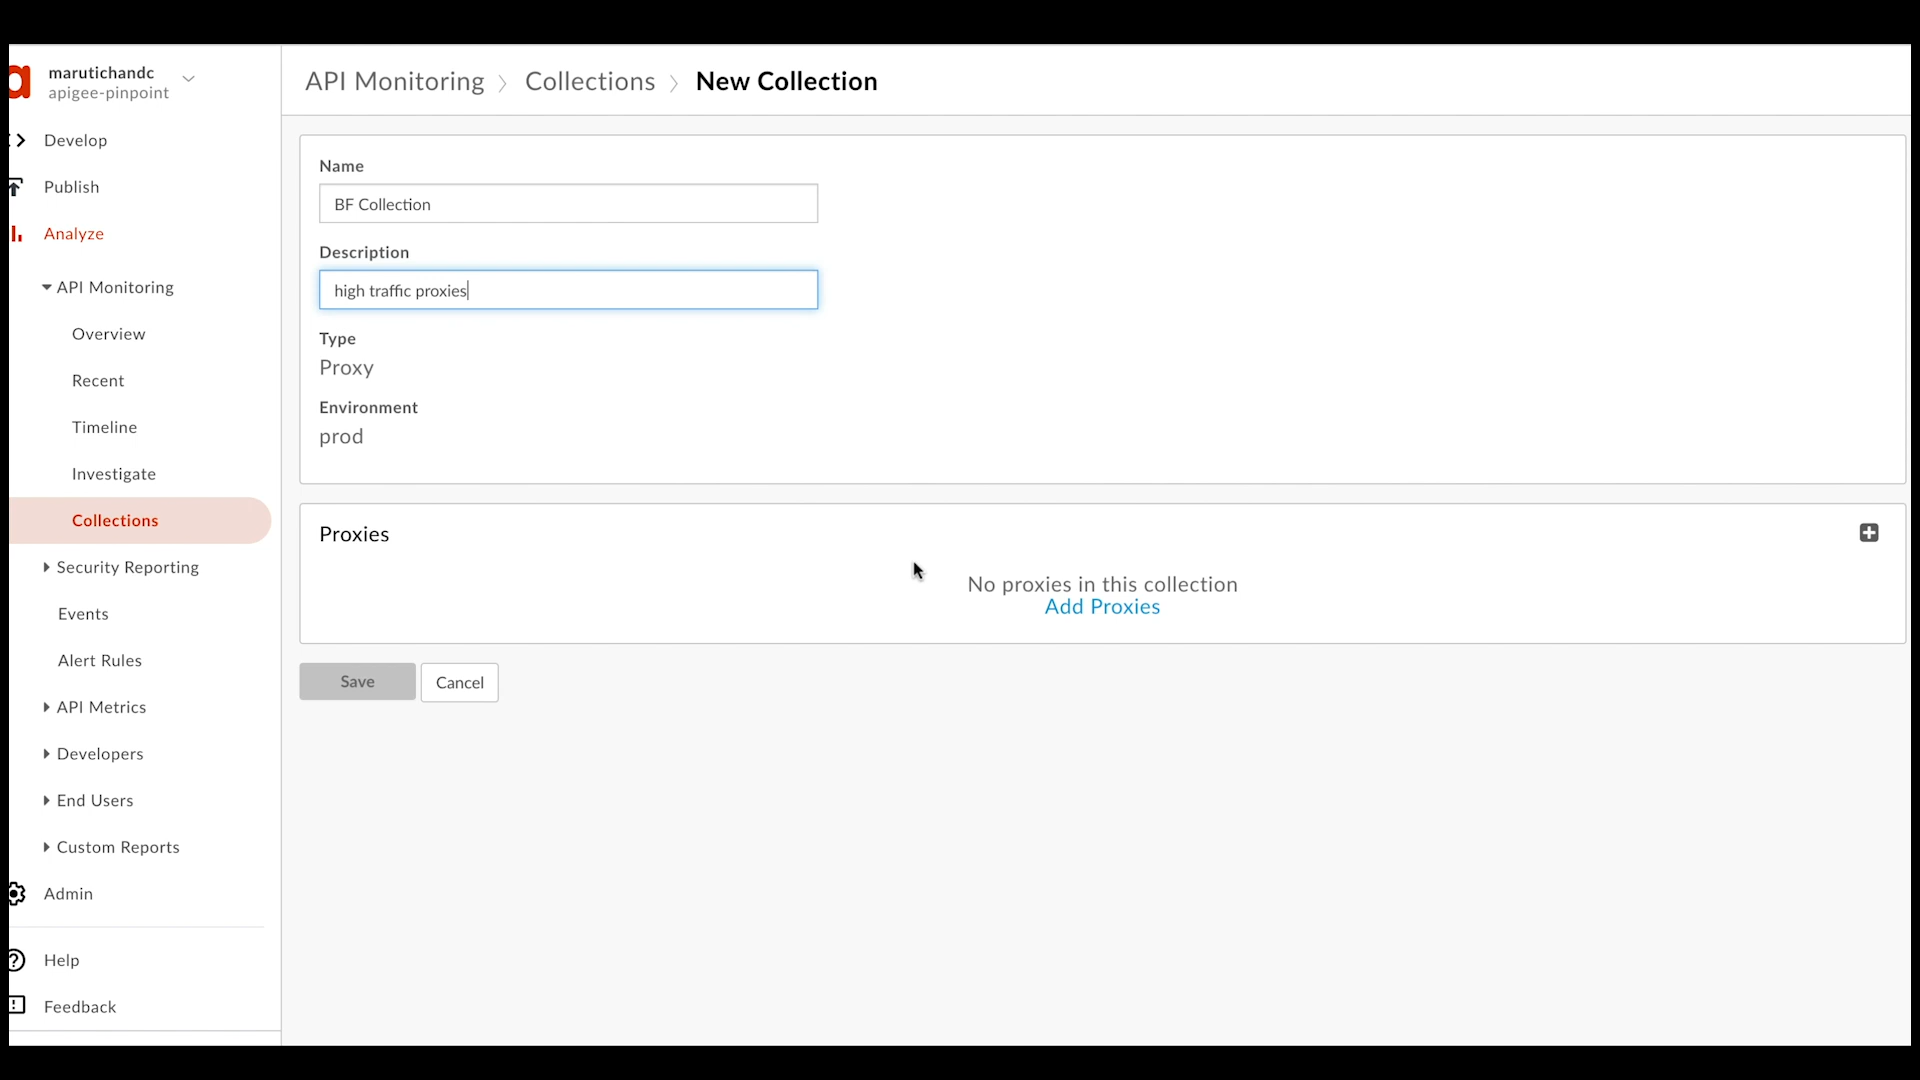 marutichandc
apigee-pinpoint
Develop
Publish
Analyze
API Monitoring
Overview
Recent
Timeline
Investigate
Collections
Security Reporting
Events
Alert Rules
API Metrics
Developers
End Users
Custom Reports
Admin
Help
Feedback
API Monitoring > Collections > New Collection
Name
BF Collection
Description
high traffic proxies
Type
Proxy
Environment
prod
Proxies
No proxies in this collection
Add Proxies
Save Cancel